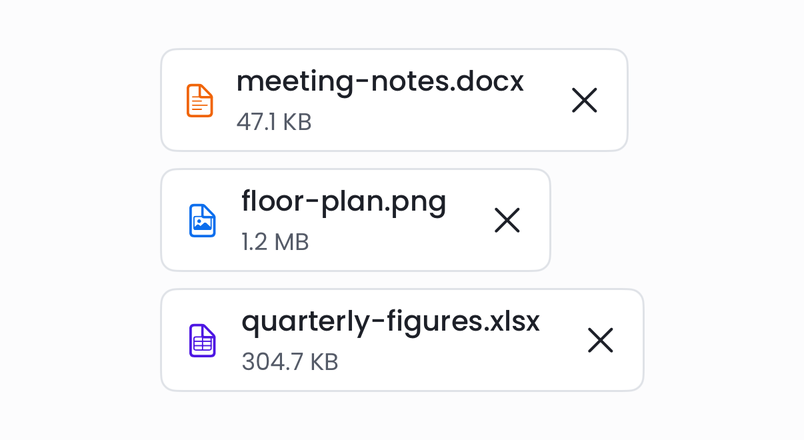 meeting-notes.docx
47.1 KB
floor-plan.png
1.2 MB
quarterly-figures.xlsx
304.7 KB